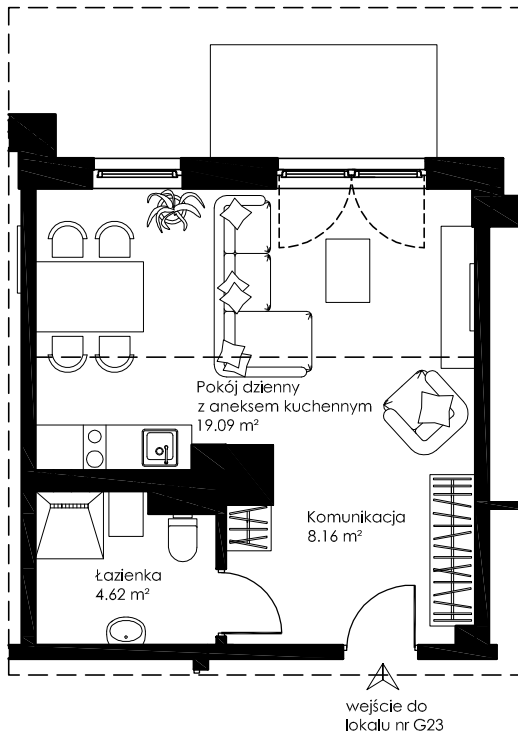 Pokój dzienny
z aneksem kuchennym
19.09 m²
Komunikacja
8.16 m²
Łazienka
4.62 m²
wejście do
lokalu nr G23